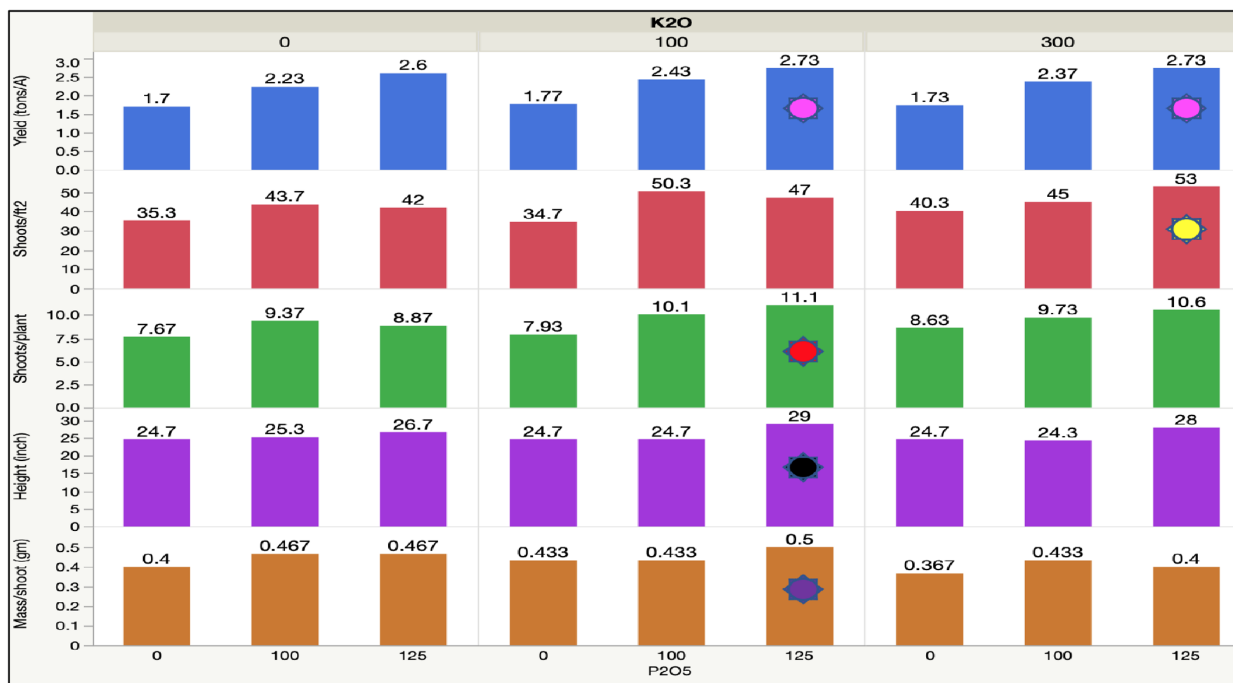 K2O
0 100 300
Yield (tons/A)
3.0
2.5
2.0
1.5
1.0
0.5
0.0
1.7 2.23 2.6 1.77 2.43 2.73 1.73 2.37 2.73
Shoots/ft2
50
40
30
20
10
0
35.3 43.7 42 34.7 50.3 47 40.3 45 53
Shoots/plant
10.0
7.5
5.0
2.5
0.0
7.67 9.37 8.87 7.93 10.1 11.1 8.63 9.73 10.6
Height (inch)
30
25
20
15
10
5
0
24.7 25.3 26.7 24.7 24.7 29 24.7 24.3 28
Mass/shoot (gm)
0.5
0.4
0.3
0.2
0.1
0
0.4 0.467 0.467 0.433 0.433 0.5 0.367 0.433 0.4
0 100 125 0 100 125 0 100 125
P2O5